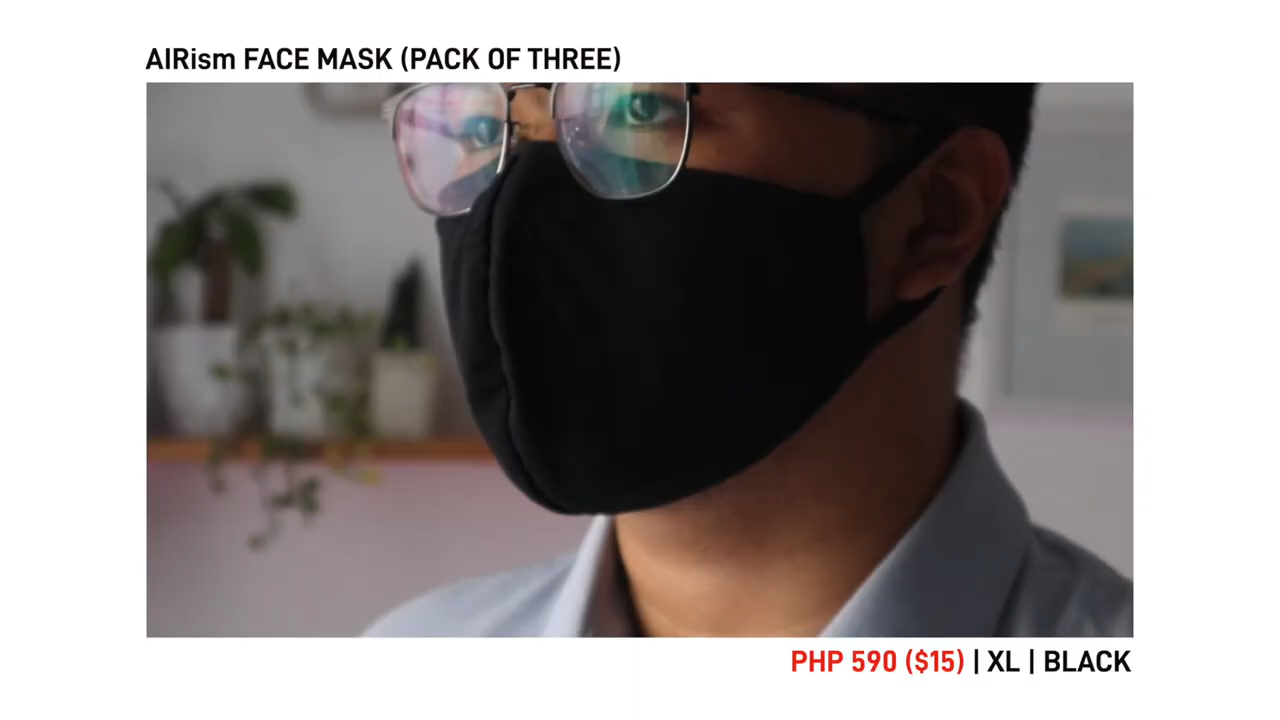 AIRism FACE MASK (PACK OF THREE)
PHP 590 ($15) | XL | BLACK